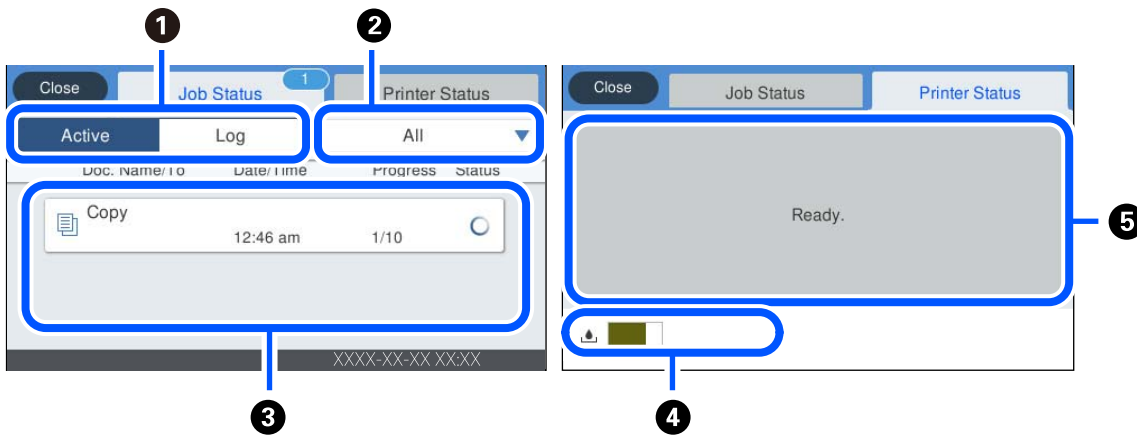 1 2
Close Job Status 1 Printer Status
Active Log All
Doc. Name/To Date/Time Progress Status
Copy
12:46 am 1/10
XXXX-XX-XX XX:XX
3
Close Job Status Printer Status
Ready.
5
4